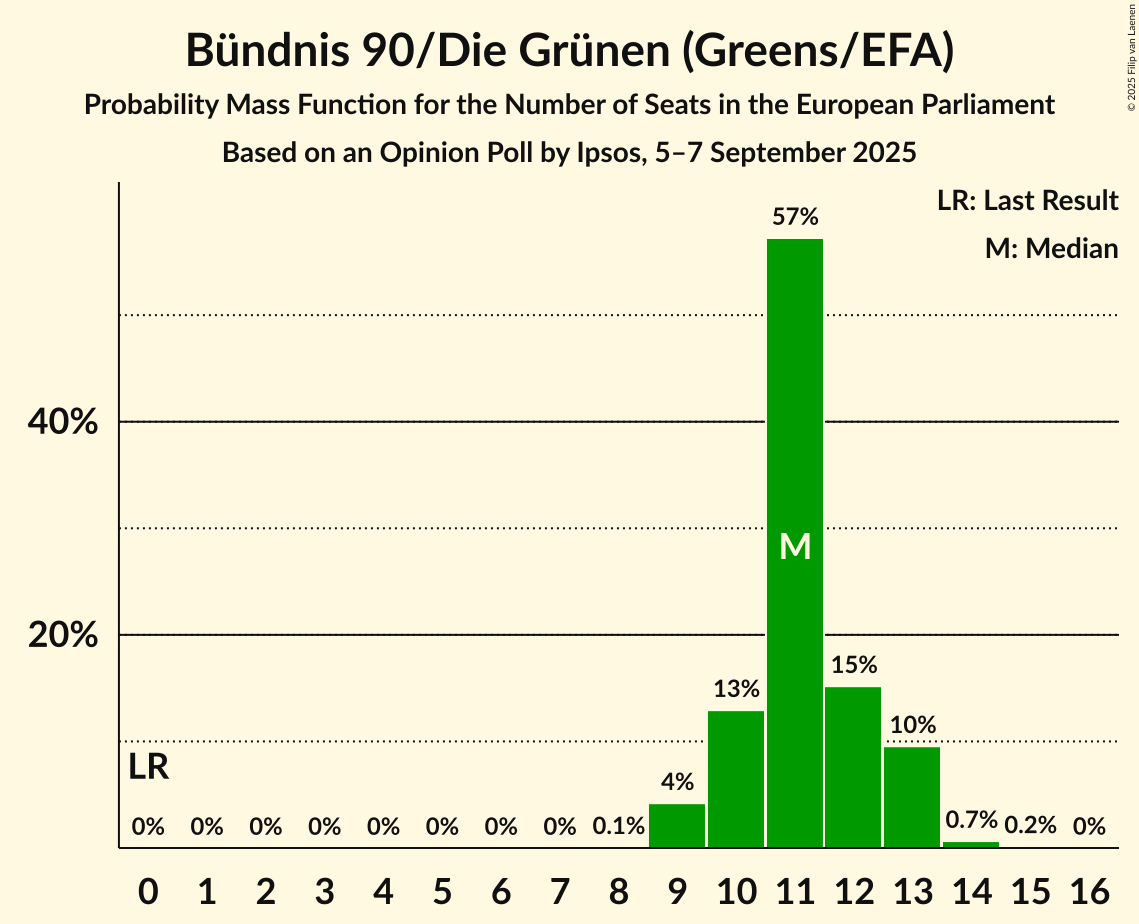 Bündnis 90/Die Grünen (Greens/EFA)
Probability Mass Function for the Number of Seats in the European Parliament
Based on an Opinion Poll by Ipsos, 5–7 September 2025
© 2025 Filip van Laenen
LR: Last Result
M: Median
57%
40%
M
20%
15%
13%
10%
LR
4%
0% 0% 0% 0% 0% 0% 0% 0% 0.1% 0.7% 0.2% 0%
0 1 2 3 4 5 6 7 8 9 10 11 12 13 14 15 16